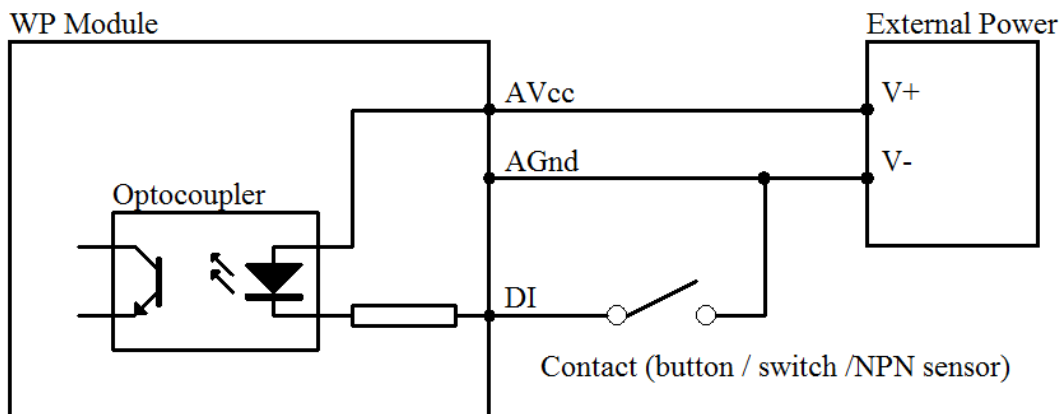 WP Module
External Power
AVcc
V+
AGnd
V-
Optocoupler
DI
Contact (button / switch /NPN sensor)